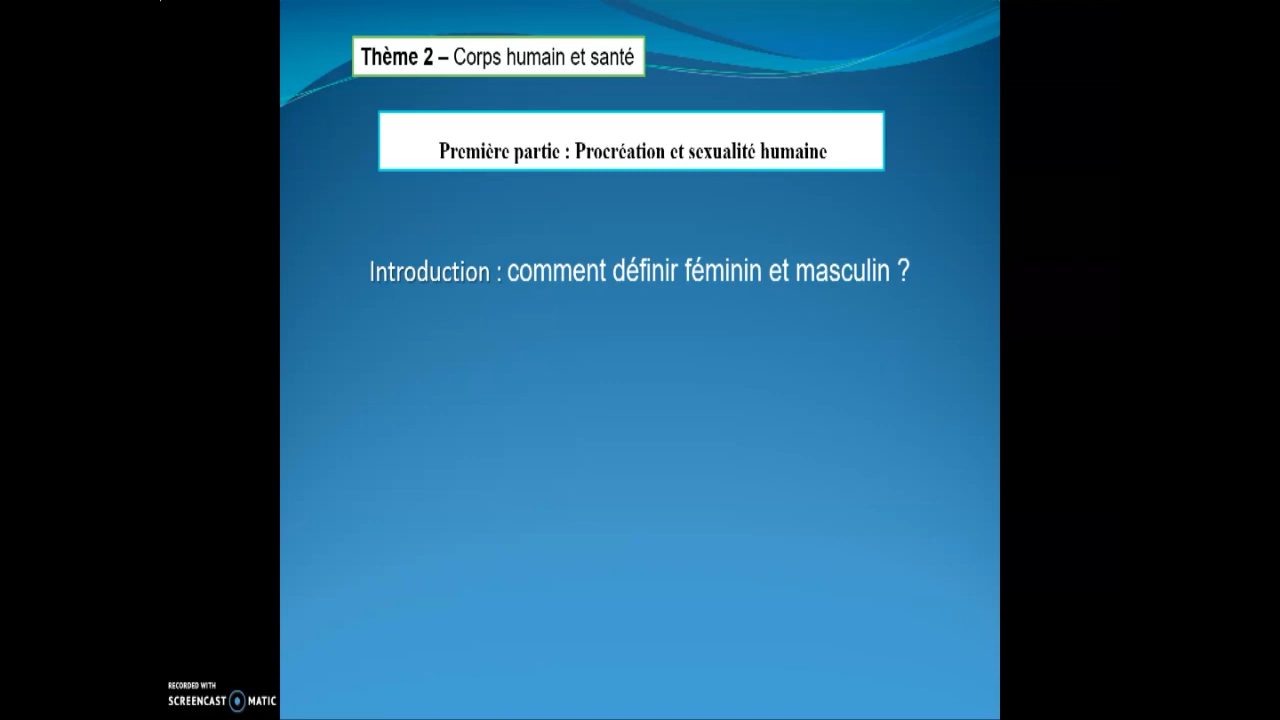 Thème 2 – Corps humain et santé
Première partie : Procréation et sexualité humaine
Introduction : comment définir féminin et masculin ?
RECORDED WITH
SCREENCAST MATIC